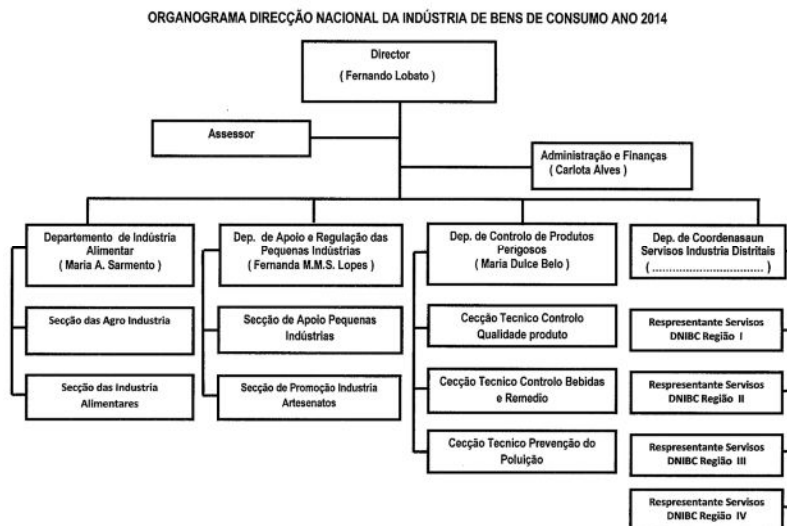 ORGANOGRAMA DIRECÇÃO NACIONAL DA INDÚSTRIA DE BENS DE CONSUMO ANO 2014
Director
( Fernando Lobato )
Assessor
Administração e Finanças
( Carlota Alves )
Departemento de Indústria
Alimentar
( Maria A. Sarmento )
Secção das Agro Industria
Secção das Industria
Alimentares
Dep. de Apoio e Regulação das
Pequenas Indústrias
( Fernanda M.M.S. Lopes )
Secção de Apoio Pequenas
Indústrias
Secção de Promoção Industria
Artesenatos
Dep. de Controlo de Produtos
Perigosos
( Maria Dulce Belo )
Cecção Tecnico Controlo
Qualidade produto
Cecção Tecnico Controlo Bebidas
e Remedio
Cecção Tecnico Prevenção do
Poluição
Dep. de Coordenasaun
Servisos Industria Distritais
( .................................. )
Respresentante Servisos
DNIBC Região I
Respresentante Servisos
DNIBC Região II
Respresentante Servisos
DNIBC Região III
Respresentante Servisos
DNIBC Região IV